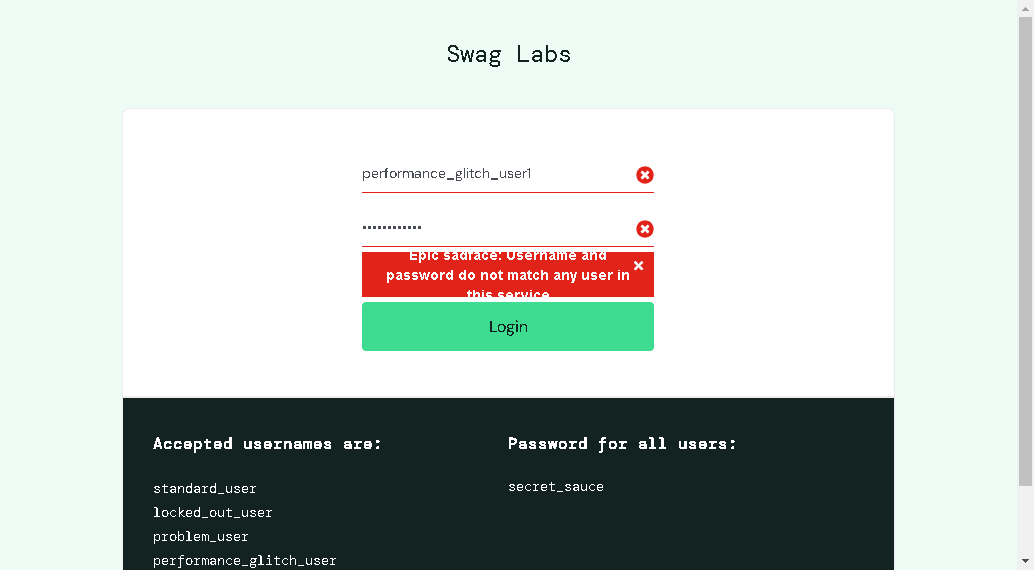 Swag Labs
performance_glitch_user1
••••••••••••
Epic sadface: Username and
password do not match any user in
this service
Login
Accepted usernames are:
standard_user
locked_out_user
problem_user
performance_glitch_user
Password for all users:
secret_sauce